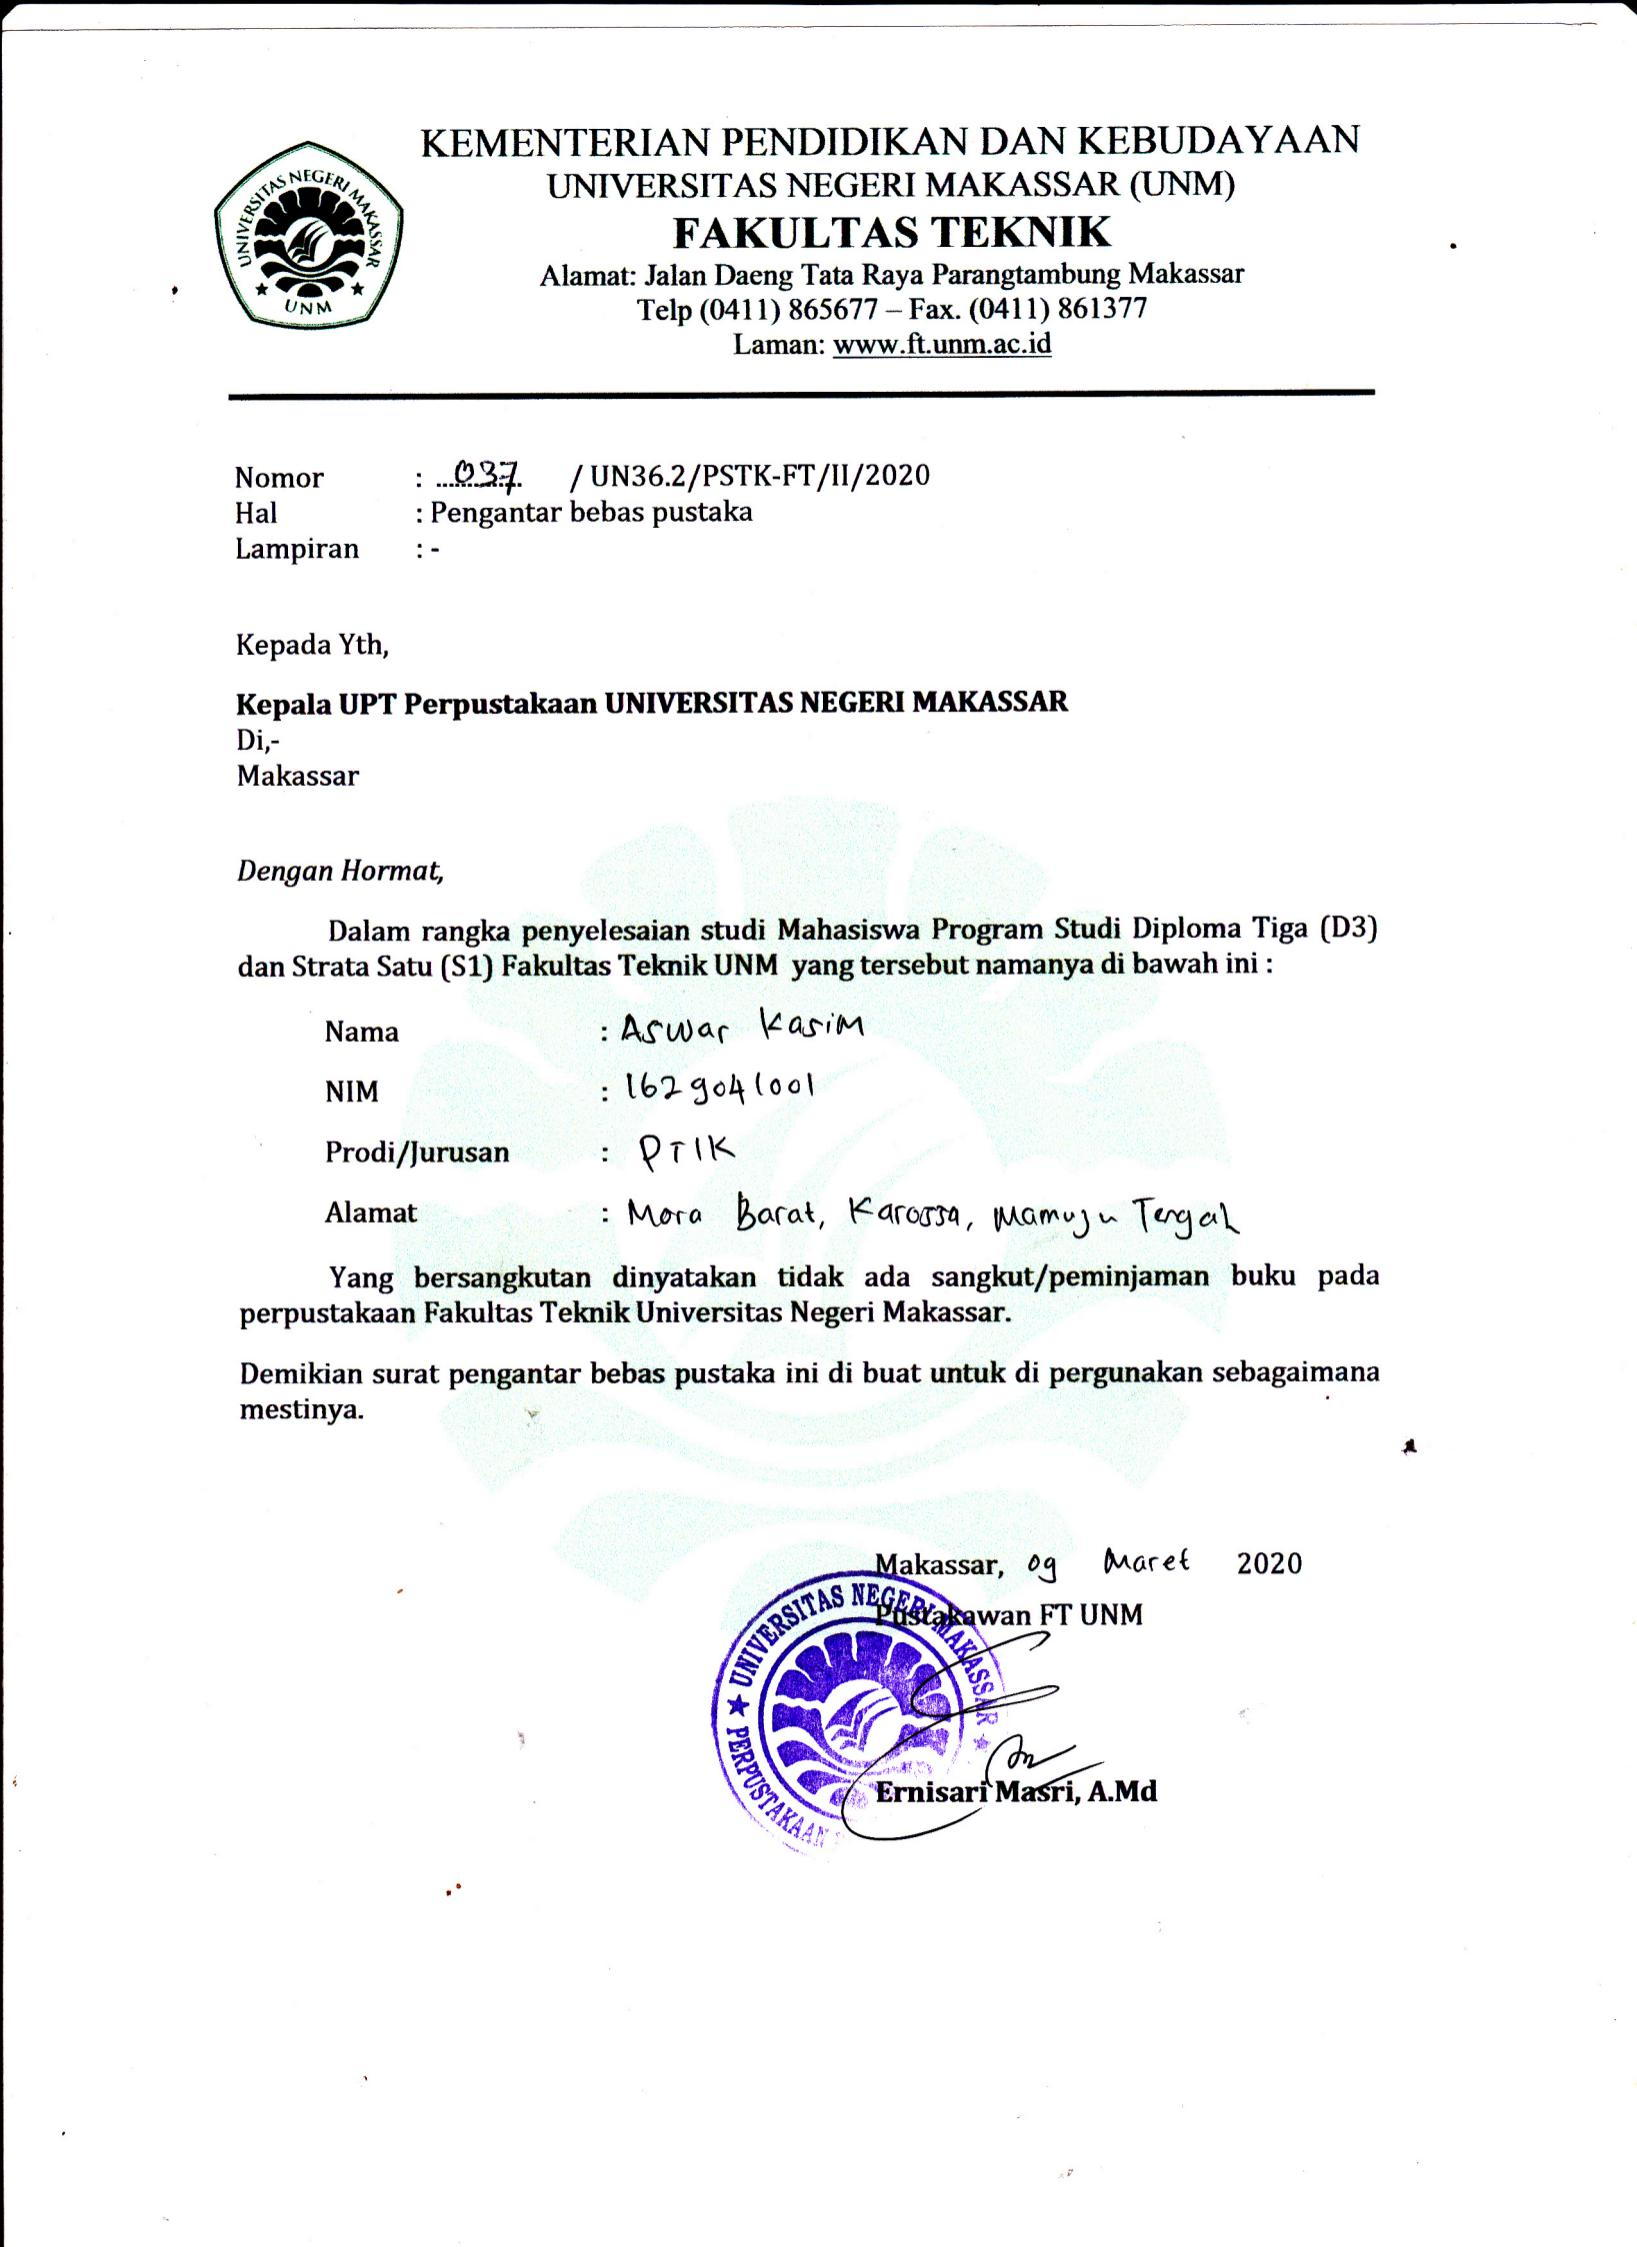 UNIVERSITAS NEGERI MAKASSAR
UNM
KEMENTERIAN PENDIDIKAN DAN KEBUDAYAAN
UNIVERSITAS NEGERI MAKASSAR (UNM)
FAKULTAS TEKNIK
Alamat: Jalan Daeng Tata Raya Parangtambung Makassar
Telp (0411) 865677 – Fax. (0411) 861377
Laman: www.ft.unm.ac.id
Nomor : ...037 / UN36.2/PSTK-FT/II/2020
Hal : Pengantar bebas pustaka
Lampiran : -
Kepada Yth,
Kepala UPT Perpustakaan UNIVERSITAS NEGERI MAKASSAR
Di,-
Makassar
Dengan Hormat,
Dalam rangka penyelesaian studi Mahasiswa Program Studi Diploma Tiga (D3)
dan Strata Satu (S1) Fakultas Teknik UNM yang tersebut namanya di bawah ini :
Nama : Aswar Kasim
NIM : 1629041001
Prodi/Jurusan : PTIK
Alamat : Mora Barat, Karossa, Mamuju Tengah
Yang bersangkutan dinyatakan tidak ada sangkut/peminjaman buku pada
perpustakaan Fakultas Teknik Universitas Negeri Makassar.
Demikian surat pengantar bebas pustaka ini di buat untuk di pergunakan sebagaimana
mestinya.
Makassar, 09 Maret 2020
Pustakawan FT UNM
UNIVERSITAS NEGERI MAKASSAR
PERPUSTAKAAN
Ernisari Masri, A.Md